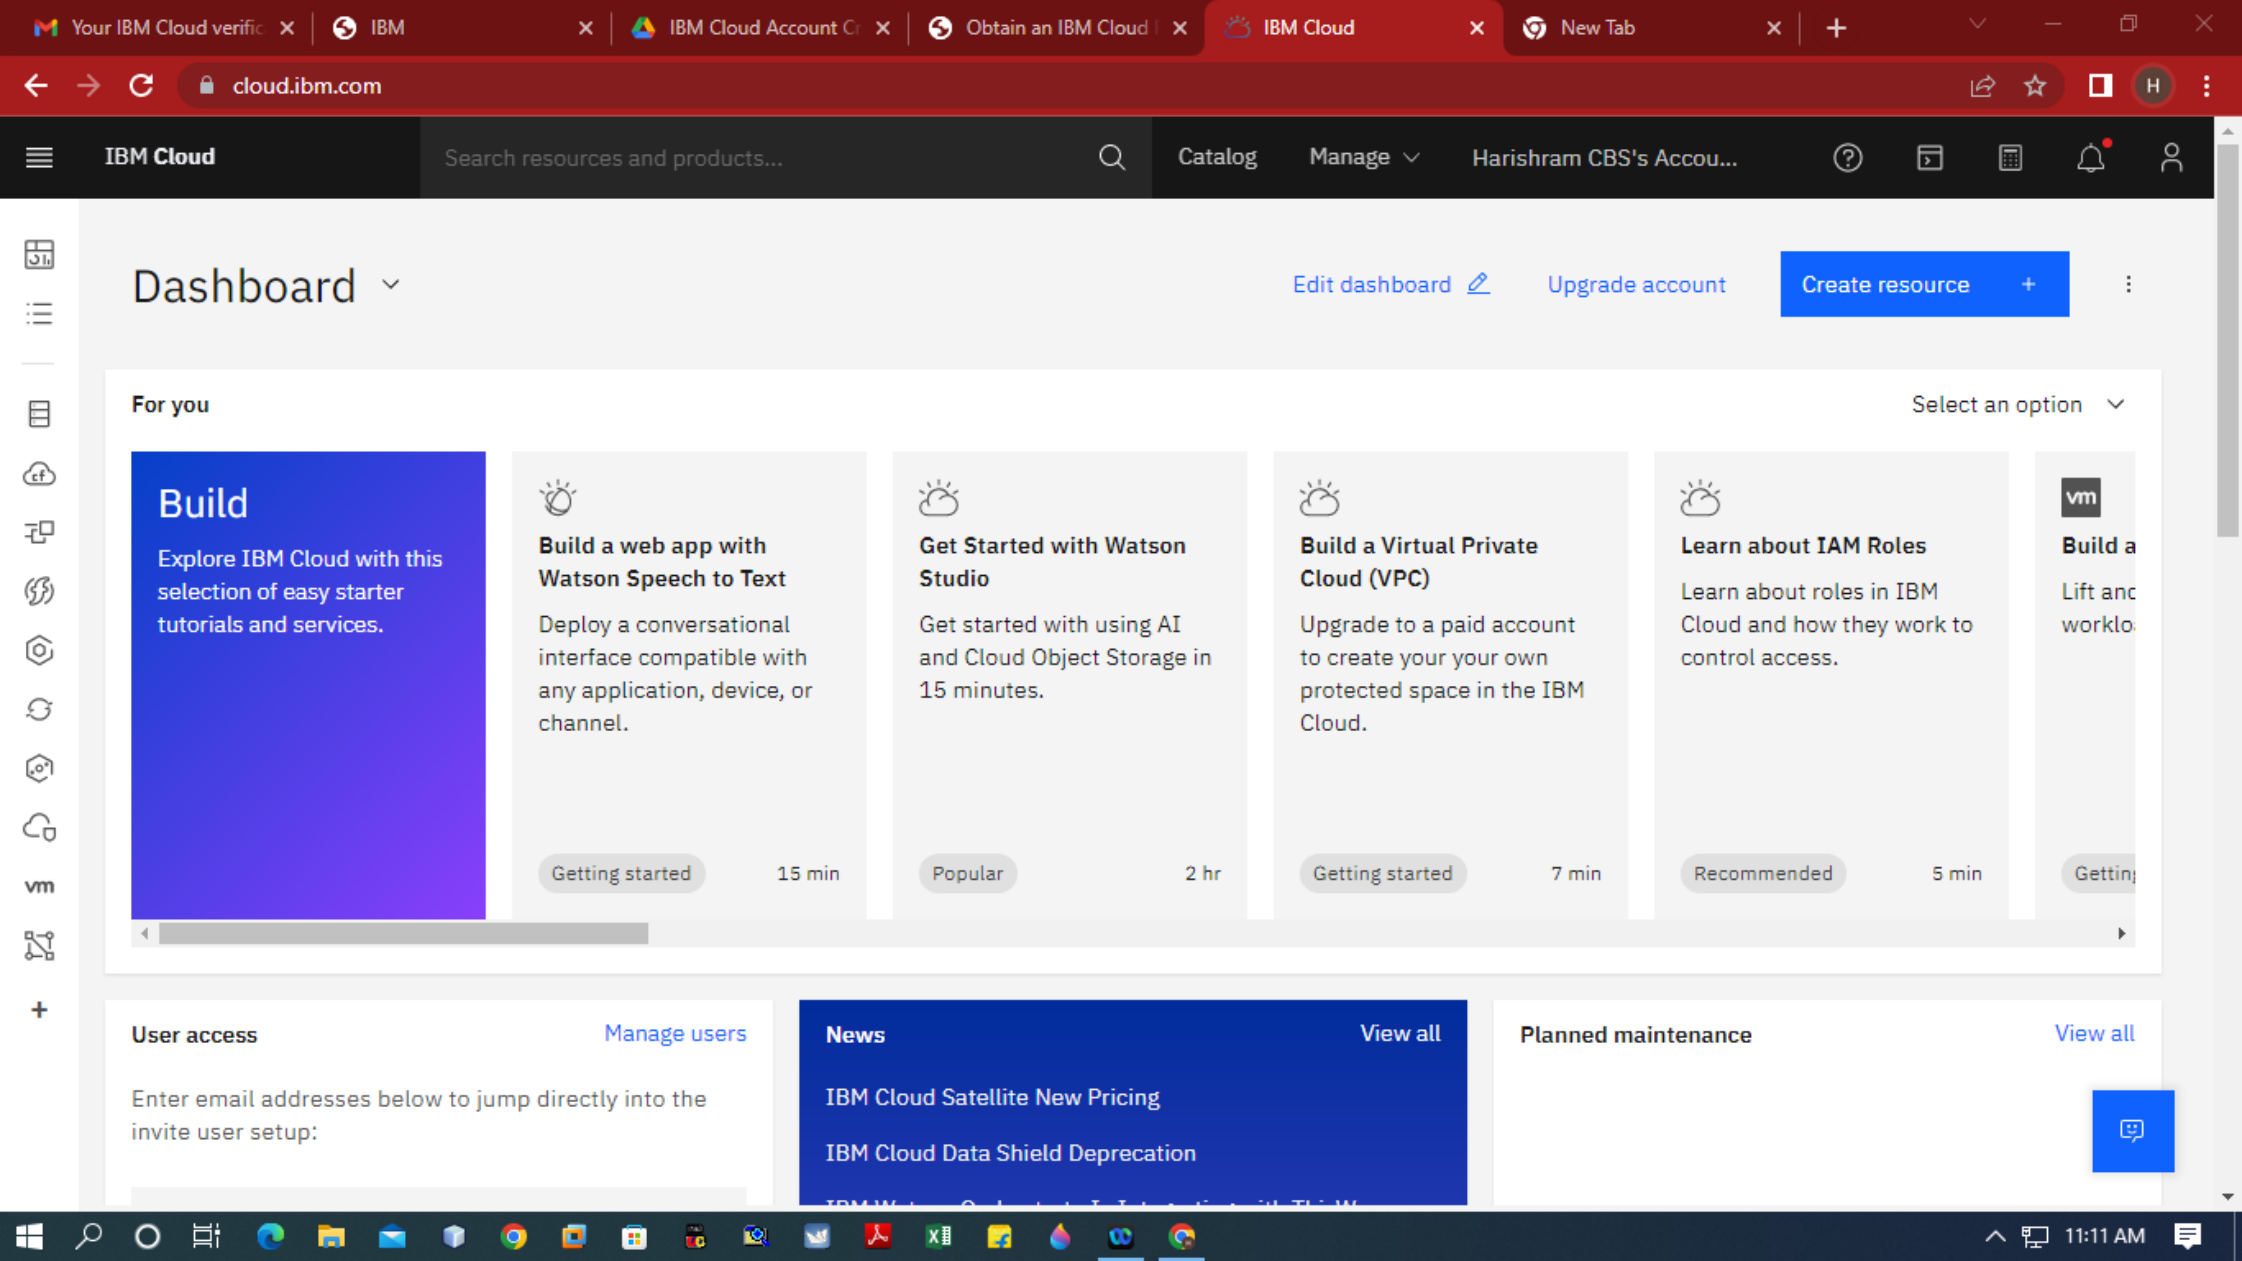 Your IBM Cloud verific
IBM
IBM Cloud Account Cr
Obtain an IBM Cloud
IBM Cloud
New Tab
cloud.ibm.com
H
IBM Cloud
Search resources and products...
Catalog
Manage
Harishram CBS's Accou...
Dashboard
Edit dashboard
Upgrade account
Create resource +
For you
Select an option
Build
Explore IBM Cloud with this
selection of easy starter
tutorials and services.
Build a web app with
Watson Speech to Text
Deploy a conversational
interface compatible with
any application, device, or
channel.
Getting started 15 min
Get Started with Watson
Studio
Get started with using AI
and Cloud Object Storage in
15 minutes.
Popular 2 hr
Build a Virtual Private
Cloud (VPC)
Upgrade to a paid account
to create your your own
protected space in the IBM
Cloud.
Getting started 7 min
Learn about IAM Roles
Learn about roles in IBM
Cloud and how they work to
control access.
Recommended 5 min
vm
Build a
Lift and
worklo
Getting
cf
vm
User access Manage users
Enter email addresses below to jump directly into the
invite user setup:
News View all
IBM Cloud Satellite New Pricing
IBM Cloud Data Shield Deprecation
Planned maintenance View all
11:11 AM